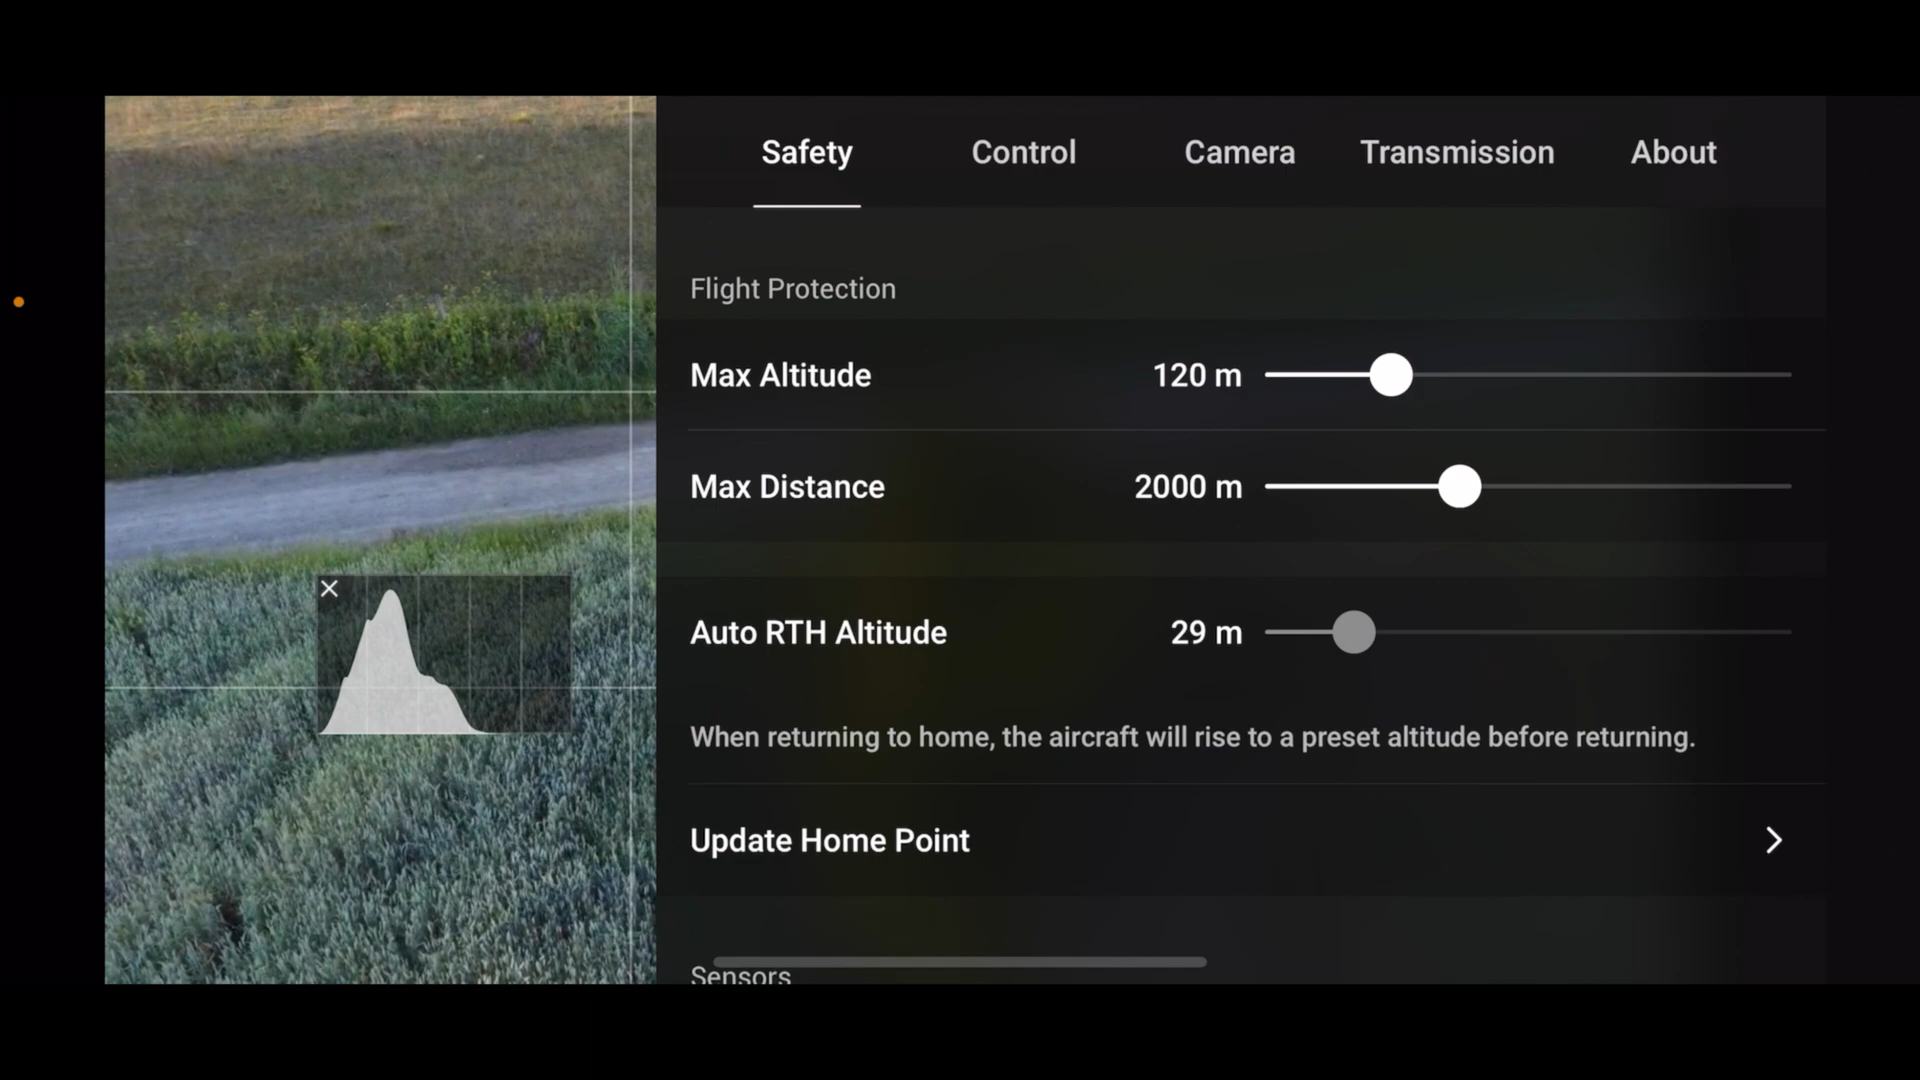 Safety Control Camera Transmission About
Flight Protection
Max Altitude 120 m
Max Distance 2000 m
Auto RTH Altitude 29 m
When returning to home, the aircraft will rise to a preset altitude before returning.
Update Home Point
Sensors